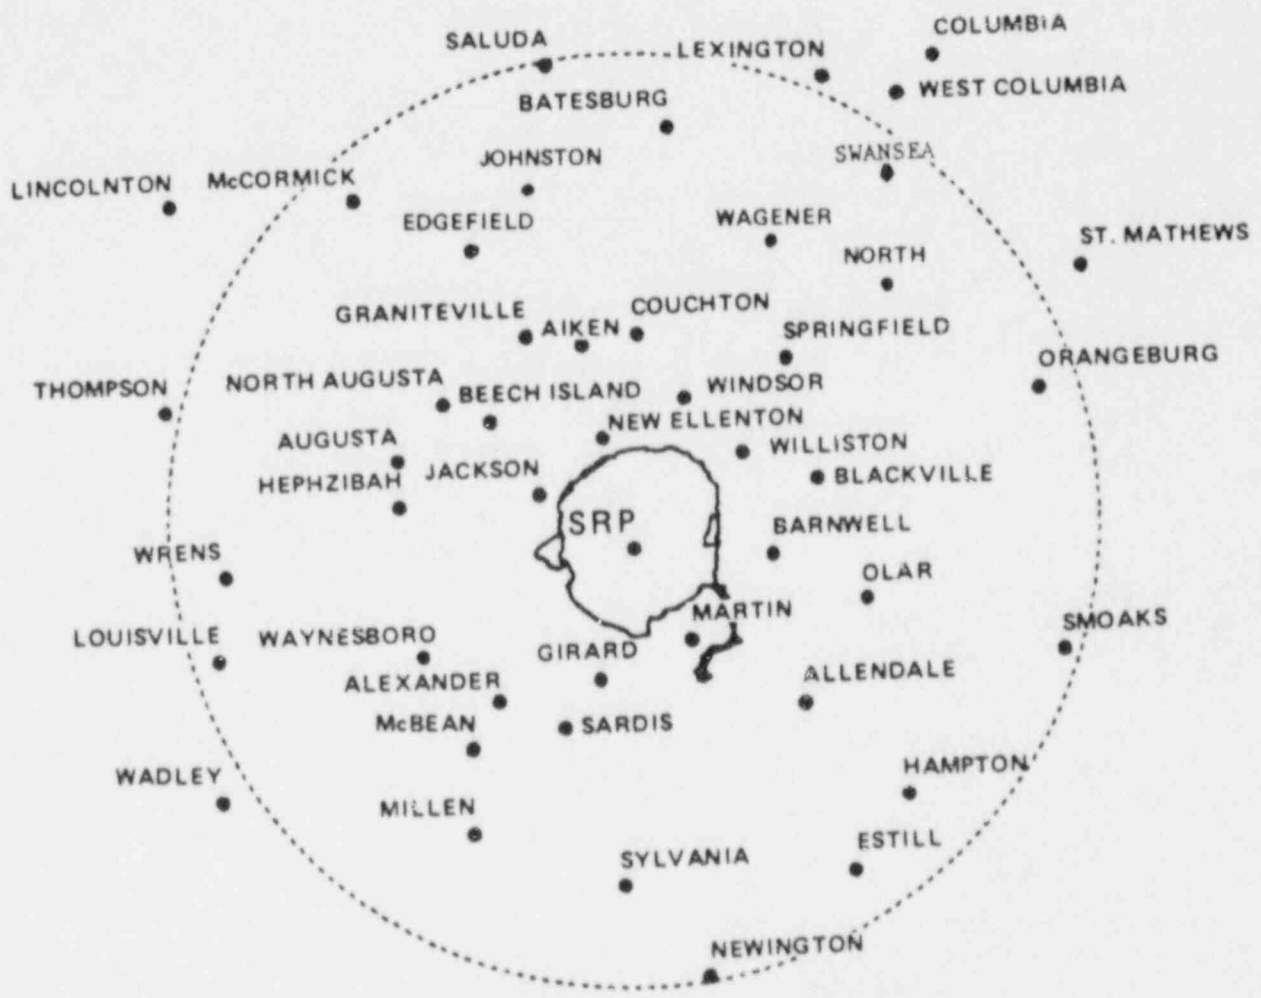 COLUMBIA
SALUDA
LEXINGTON
WEST COLUMBIA
BATESBURG
JOHNSTON
SWANSEA
LINCOLNTON
McCORMICK
EDGEFIELD
WAGENER
ST. MATHEWS
NORTH
GRANITEVILLE
AIKEN
COUCHTON
SPRINGFIELD
ORANGEBURG
THOMPSON
NORTH AUGUSTA
BEECH ISLAND
WINDSOR
NEW ELLENTON
AUGUSTA
WILLISTON
HEPHZIBAH
JACKSON
BLACKVILLE
SRP
BARNWELL
WRENS
OLAR
MARTIN
SMOAKS
LOUISVILLE
WAYNESBORO
GIRARD
ALEXANDER
ALLENDALE
McBEAN
SARDIS
WADLEY
HAMPTON
MILLEN
ESTILL
SYLVANIA
NEWINGTON